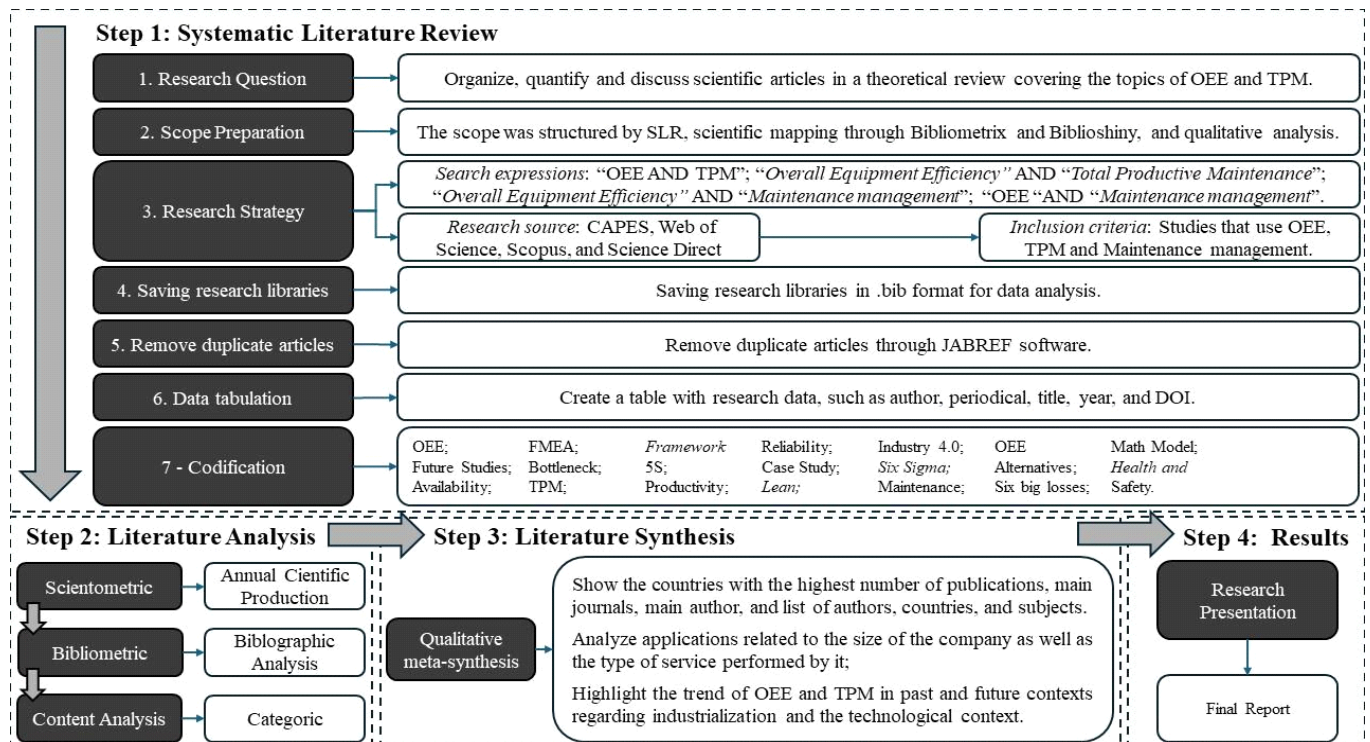 Step 1: Systematic Literature Review
1. Research Question
Organize, quantify and discuss scientific articles in a theoretical review covering the topics of OEE and TPM.
2. Scope Preparation
The scope was structured by SLR, scientific mapping through Bibliometrix and Biblioshiny, and qualitative analysis.
3. Research Strategy
Search expressions: “OEE AND TPM”; “Overall Equipment Efficiency” AND “Total Productive Maintenance”;
“Overall Equipment Efficiency” AND “Maintenance management”; “OEE “AND “Maintenance management”.
Research source: CAPES, Web of
Science, Scopus, and Science Direct
Inclusion criteria: Studies that use OEE,
TPM and Maintenance management.
4. Saving research libraries
Saving research libraries in .bib format for data analysis.
5. Remove duplicate articles
Remove duplicate articles through JABREF software.
6. Data tabulation
Create a table with research data, such as author, periodical, title, year, and DOI.
7 - Codification
OEE; FMEA; Framework Reliability; Industry 4.0; OEE Math Model;
Future Studies; Bottleneck; 5S; Case Study; Six Sigma; Alternatives; Health and
Availability; TPM; Productivity; Lean; Maintenance; Six big losses; Safety.
Step 2: Literature Analysis
Scientometric
Annual Cientific
Production
Bibliometric
Biblographic
Analysis
Content Analysis
Categoric
Step 3: Literature Synthesis
Qualitative
meta-synthesis
Show the countries with the highest number of publications, main
journals, main author, and list of authors, countries, and subjects.
Analyze applications related to the size of the company as well as
the type of service performed by it;
Highlight the trend of OEE and TPM in past and future contexts
regarding industrialization and the technological context.
Step 4: Results
Research
Presentation
Final Report